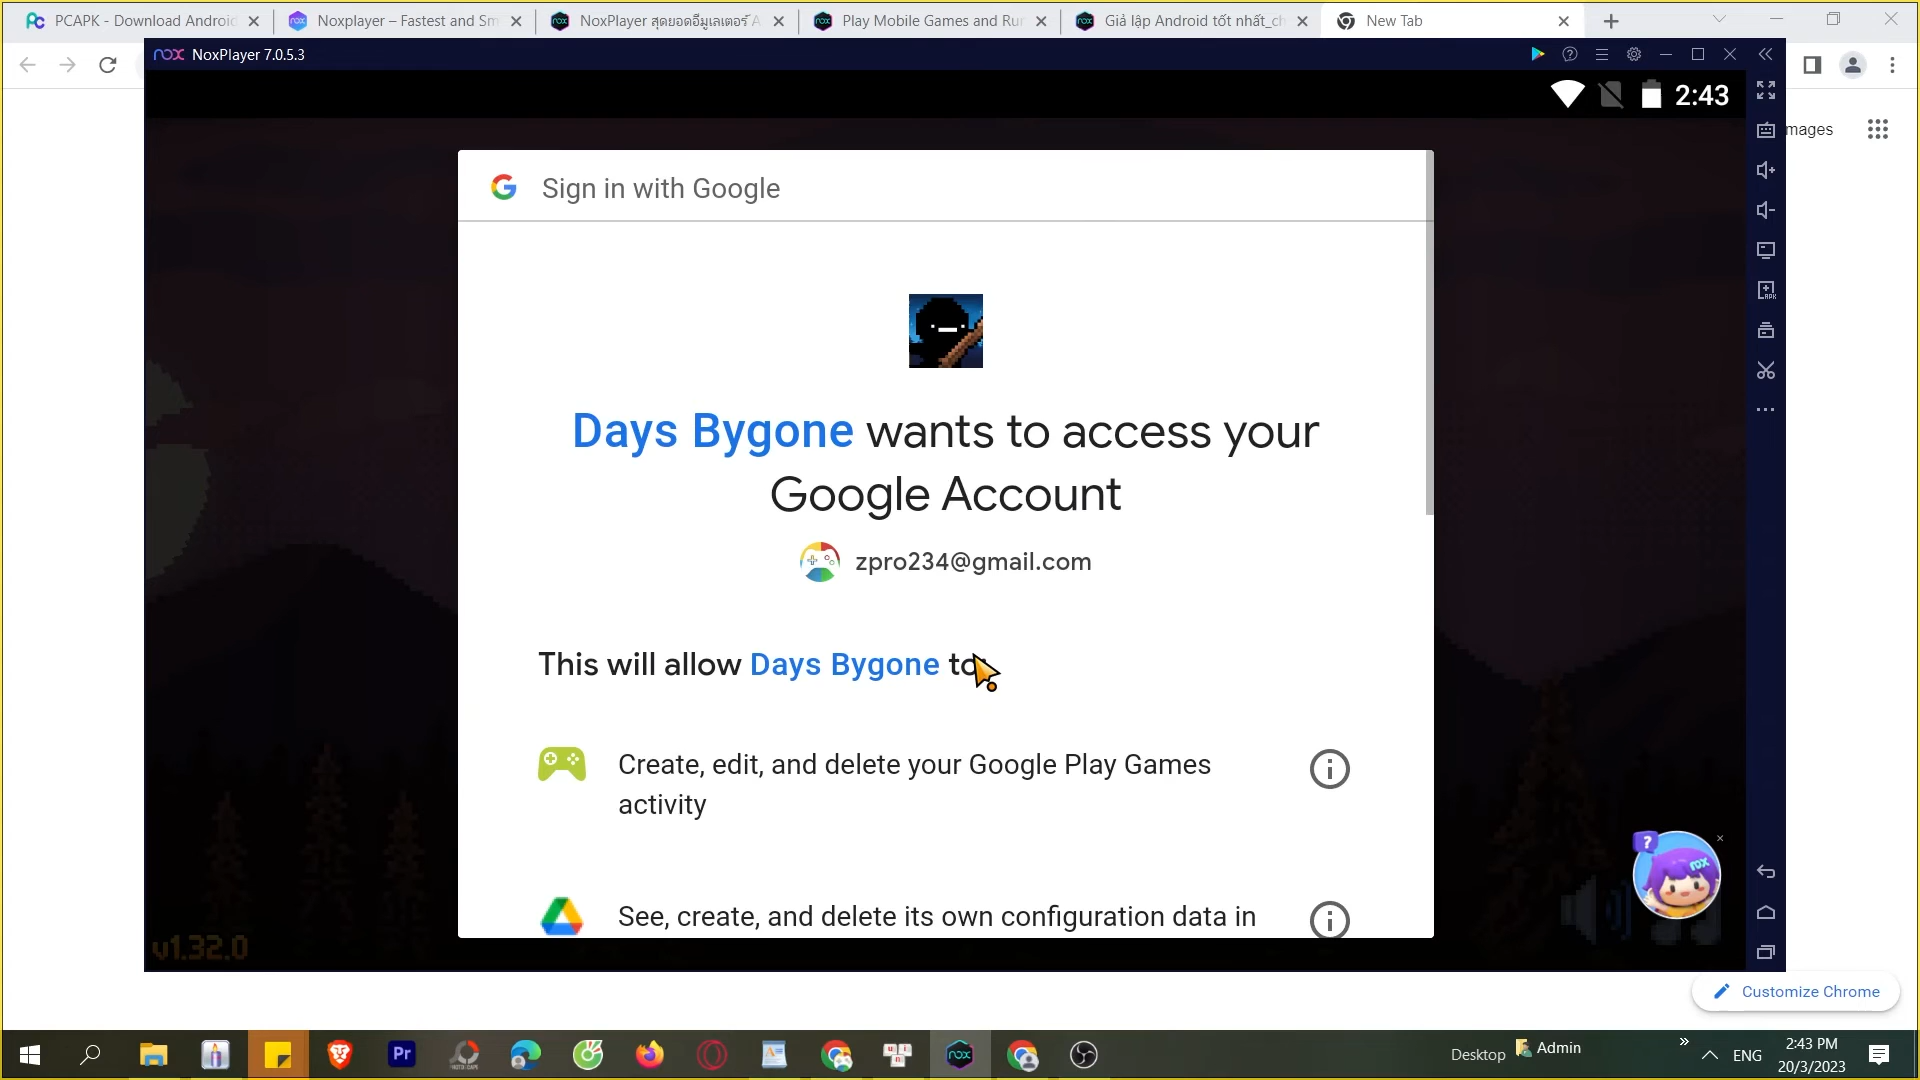 PCAPK - Download Android
Noxplayer – Fastest and Sm
NoxPlayer สุดยอดอีมูเลเตอร์ A
Play Mobile Games and Run
Giả lập Android tốt nhất_ch
New Tab
nox NoxPlayer 7.0.5.3
2:43
mages
Sign in with Google
Days Bygone wants to access your
Google Account
zpro234@gmail.com
This will allow Days Bygone to
Create, edit, and delete your Google Play Games
activity
See, create, and delete its own configuration data in
v1.32.0
Customize Chrome
Desktop
Admin
ENG
2:43 PM
20/3/2023